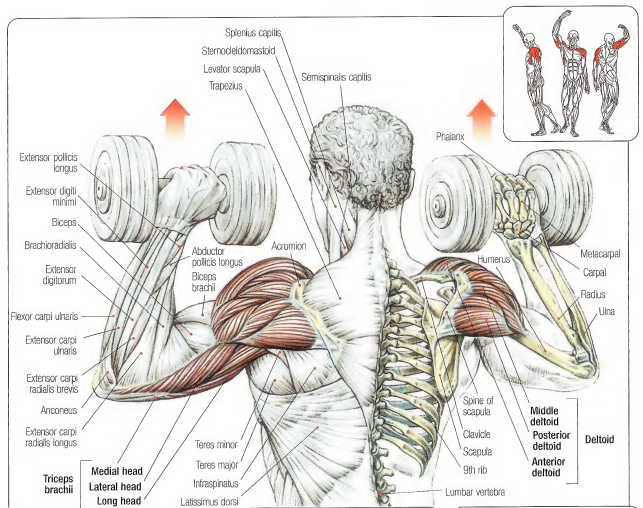 Splenius capitis
Sternocleidomastoid
Levator scapula
Trapezius
Semispinalis capitis
Phalanx
Extensor pollicis
longus
Extensor digiti
minimi
Biceps
Brachioradialis
Extensor
digitorum
Flexor carpi ulnaris
Extensor carpi
ulnaris
Extensor carpi
radialis brevis
Anconeus
Extensor carpi
radialis longus
Abductor
pollicis longus
Biceps
brachii
Acromion
Humerus
Metacarpal
Carpal
Radius
Ulna
Triceps
brachii
Medial head
Lateral head
Long head
Teres minor
Teres major
Infraspinatus
Latissimus dorsi
Spine of
scapula
Clavicle
Scapula
9th rib
Lumbar vertebra
Middle
deltoid
Posterior
deltoid
Anterior
deltoid
Deltoid